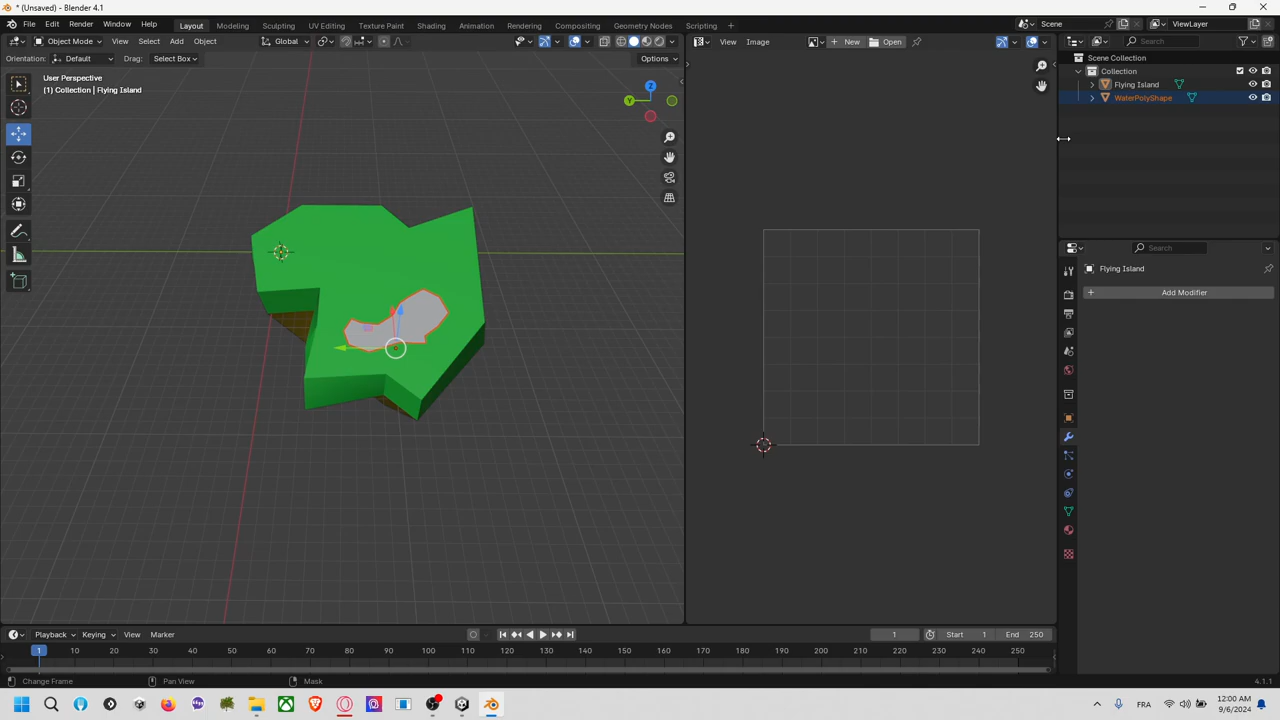 * (Unsaved) - Blender 4.1
File Edit Render Window Help
Layout Modeling Sculpting UV Editing Texture Paint Shading Animation Rendering Compositing Geometry Nodes Scripting
Scene ViewLayer
Object Mode View Select Add Object Global
View Image New Open
Search
Orientation: Default Drag: Select Box Options
Scene Collection
Collection
Flying Island
WaterPolyShape
User Perspective
(1) Collection | Flying Island
Z
Y
Search
Flying Island
Add Modifier
Playback Keying View Marker
1 Start 1 End 250
1 10 20 30 40 50 60 70 80 90 100 110 120 130 140 150 160 170 180 190 200 210 220 230 240 250
Change Frame Pan View Mask 4.1.1
FRA
12:00 AM
9/6/2024